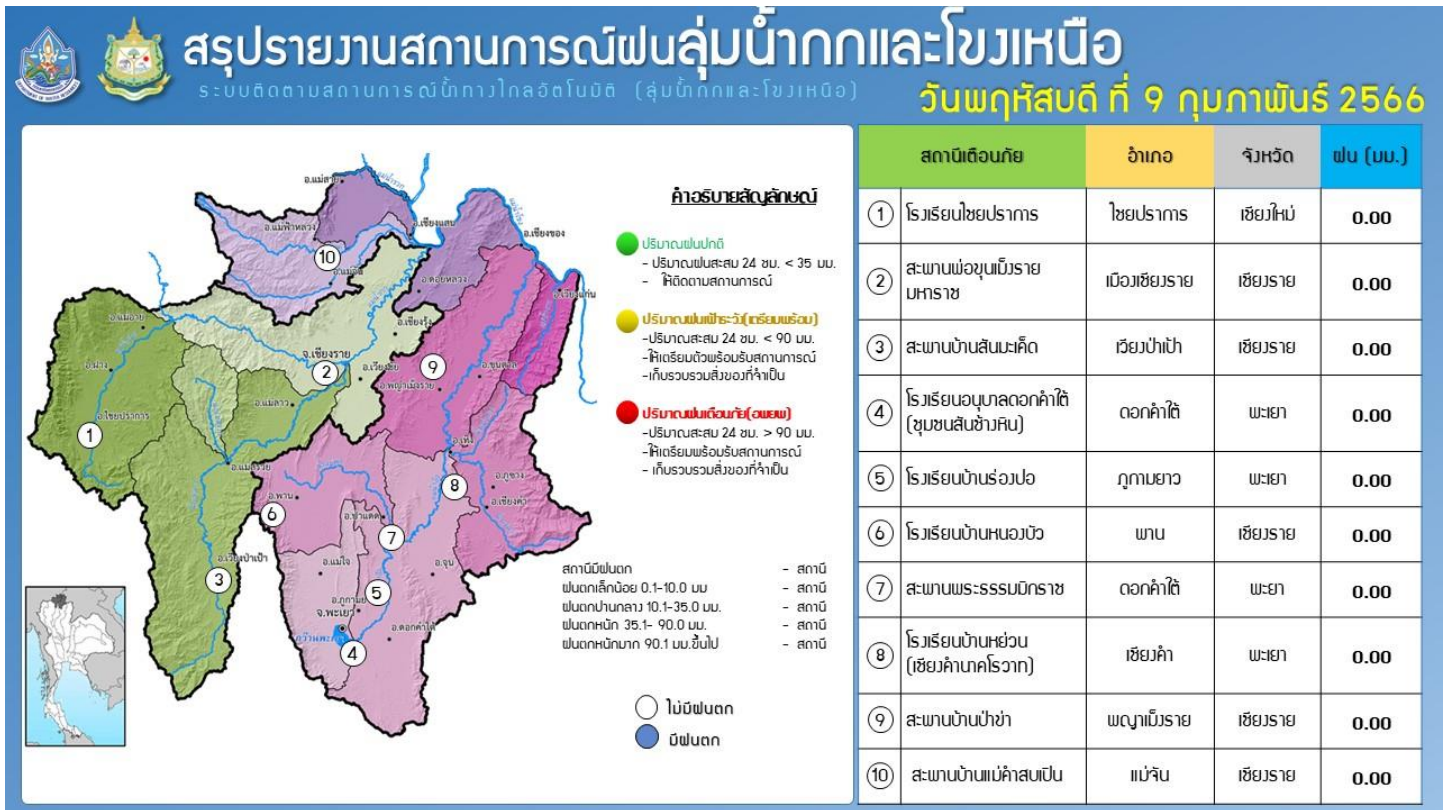 สรุปรายงานสถานการณ์ฝนลุ่มน้ำกกและโขงเหนือ
ระบบติดตามสถานการณ์น้ำทางไกลอัตโนมัติ (ลุ่มน้ำกกและโขงเหนือ)
วันพฤหัสบดี ที่ 9 กุมภาพันธ์ 2566
อ.แม่สาย
อ.แม่ฟ้าหลวง
อ.เชียงแสน
อ.เชียงของ
10
อ.ดอยหลวง
อ.เวียงแก่น
อ.แม่อาย
อ.เชียงรุ้ง
จ.เชียงราย
2
อ.พญาเม็งราย
9
อ.ขุนตาล
อ.ฝาง
อ.แม่ลาว
อ.ไชยปราการ
1
อ.เทิง
อ.แม่สรวย
8
อ.ภูซาง
อ.เชียงคำ
อ.พาน
6
อ.ป่าแดด
7
อ.เวียงป่าเป้า
3
อ.แม่ใจ
อ.จุน
5
จ.พะเยา
อ.ดอกคำใต้
4
คำอธิบายสัญลักษณ์
ปริมาณฝนปกติ
- ปริมาณฝนสะสม 24 ชม. < 35 มม.
- ให้ติดตามสถานการณ์
ปริมาณฝนเฝ้าระวัง(เตรียมพร้อม)
-ปริมาณสะสม 24 ชม. < 90 มม.
-ให้เตรียมตัวพร้อมรับสถานการณ์
-เก็บรวบรวมสิ่งของที่จำเป็น
ปริมาณฝนเตือนภัย(อพยพ)
-ปริมาณสะสม 24 ชม. > 90 มม.
-ให้เตรียมพร้อมรับสถานการณ์
- เก็บรวบรวมสิ่งของที่จำเป็น
สถานีมีฝนตก - สถานี
ฝนตกเล็กน้อย 0.1-10.0 มม - สถานี
ฝนตกปานกลาง 10.1-35.0 มม. - สถานี
ฝนตกหนัก 35.1- 90.0 มม. - สถานี
ฝนตกหนักมาก 90.1 มม.ขึ้นไป - สถานี
ไม่มีฝนตก
มีฝนตก
สถานีเตือนภัย อำเภอ จังหวัด ฝน (มม.)
1 โรงเรียนไชยปราการ ไชยปราการ เชียงใหม่ 0.00
2 สะพานพ่อขุนเม็งราย
มหาราช เมืองเชียงราย เชียงราย 0.00
3 สะพานบ้านสันมะเค็ด เวียงป่าเป้า เชียงราย 0.00
4 โรงเรียนอนุบาลดอกคำใต้
(ชุมชนสันช้างหิน) ดอกคำใต้ พะเยา 0.00
5 โรงเรียนบ้านร่องปอ ภูกามยาว พะเยา 0.00
6 โรงเรียนบ้านหนองบัว พาน เชียงราย 0.00
7 สะพานพระธรรมมิกราช ดอกคำใต้ พะเยา 0.00
8 โรงเรียนบ้านหย่วน
(เชียงคำนาคโรวาท) เชียงคำ พะเยา 0.00
9 สะพานบ้านป่าข่า พญาเม็งราย เชียงราย 0.00
10 สะพานบ้านแม่คำสบเปิน แม่จัน เชียงราย 0.00